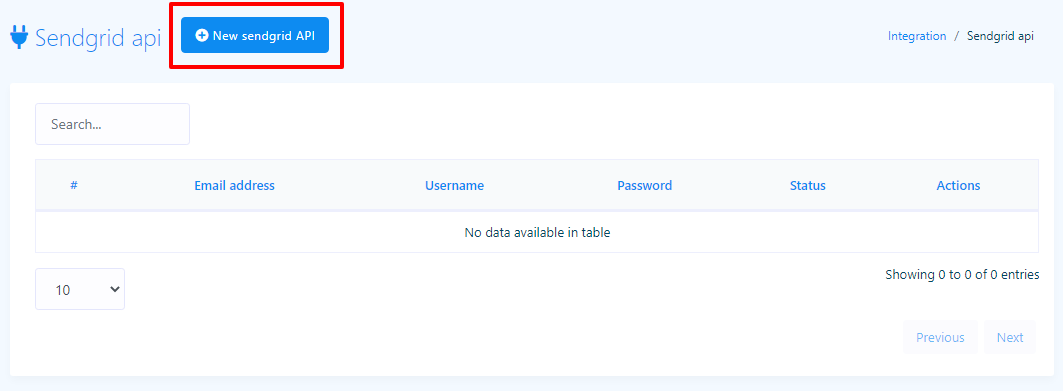 Sendgrid api
New sendgrid API
Integration / Sendgrid api
Search...
# Email address Username Password Status Actions
No data available in table
10
Showing 0 to 0 of 0 entries
Previous Next